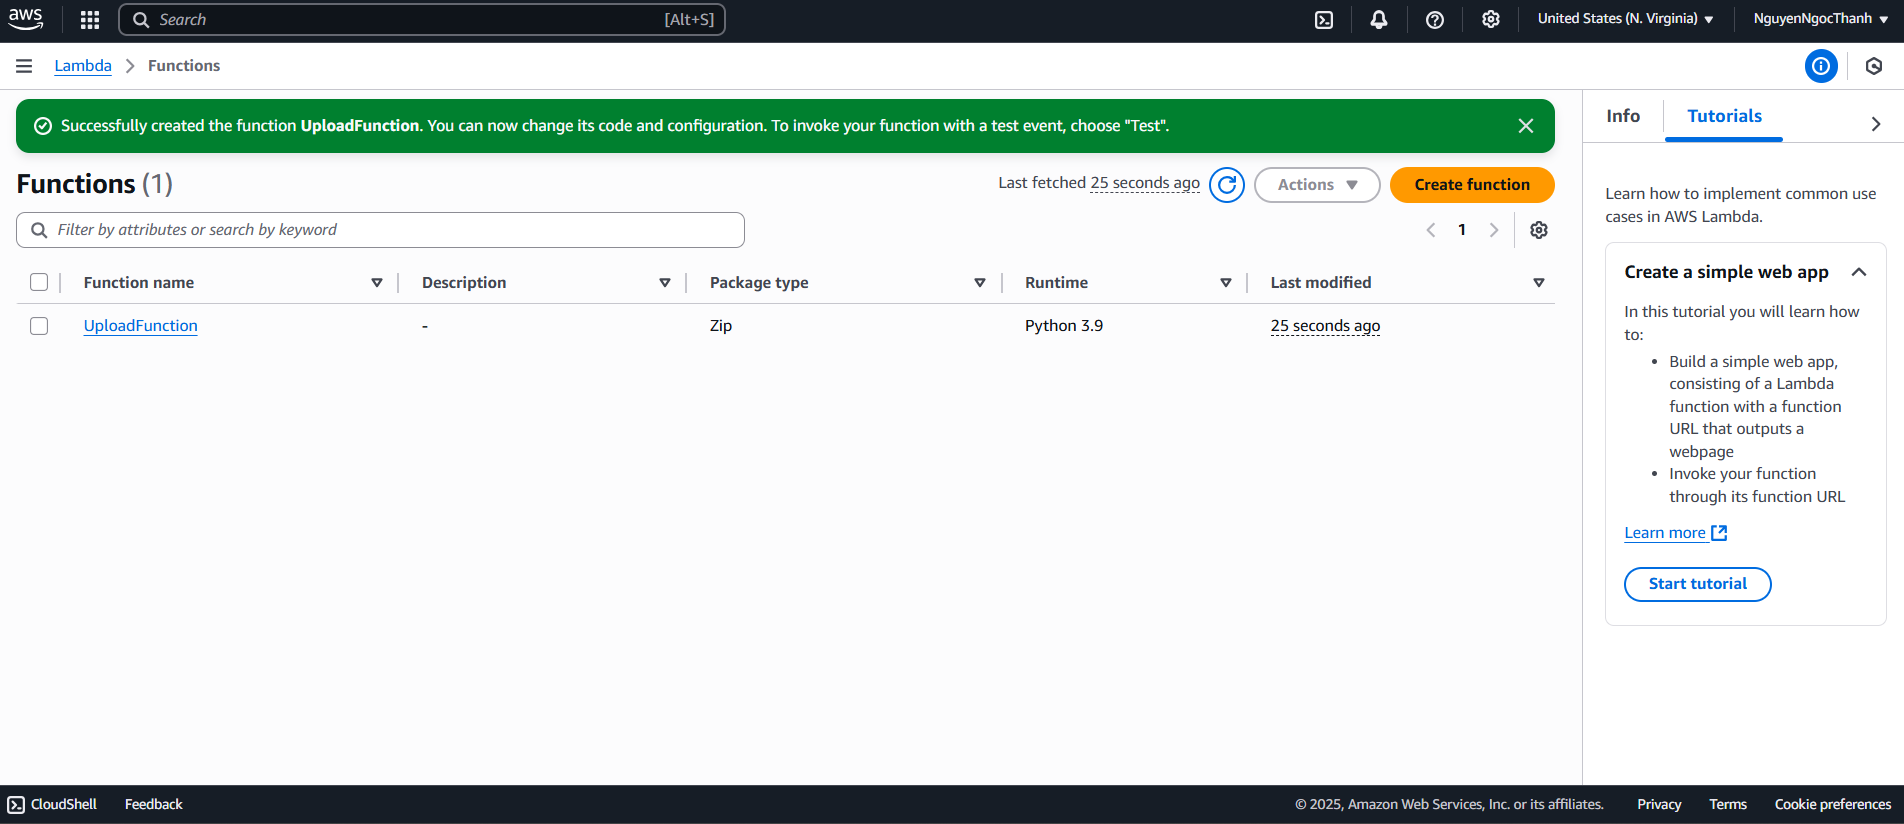 aws
Search [Alt+S]
United States (N. Virginia)
NguyenNgocThanh
Lambda
Functions
Successfully created the function UploadFunction. You can now change its code and configuration. To invoke your function with a test event, choose "Test".
Functions (1)
Last fetched 25 seconds ago
Actions
Create function
Filter by attributes or search by keyword
1
Function name Description Package type Runtime Last modified
UploadFunction - Zip Python 3.9 25 seconds ago
Info
Tutorials
Learn how to implement common use
cases in AWS Lambda.
Create a simple web app
In this tutorial you will learn how
to:
• Build a simple web app,
consisting of a Lambda
function with a function
URL that outputs a
webpage
• Invoke your function
through its function URL
Learn more
Start tutorial
CloudShell
Feedback
© 2025, Amazon Web Services, Inc. or its affiliates.
Privacy
Terms
Cookie preferences